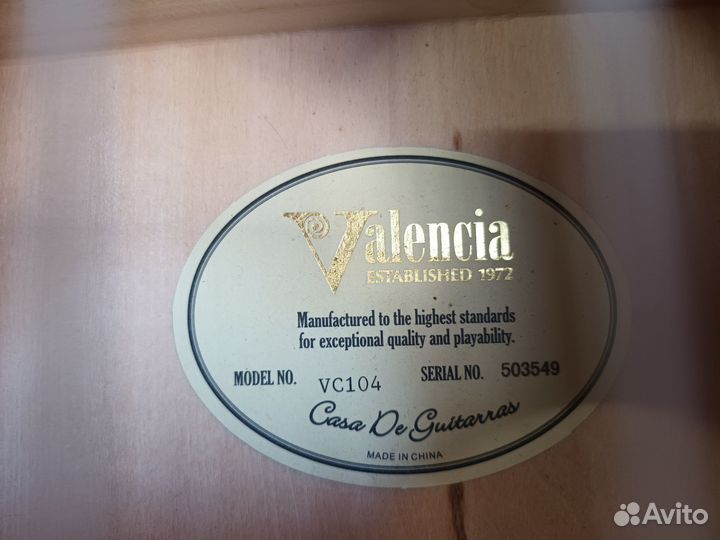 Valencia
ESTABLISHED 1972
Manufactured to the highest standards
for exceptional quality and playability.
MODEL NO. VC104 SERIAL NO. 503549
Casa De Guitarras
MADE IN CHINA
Avito